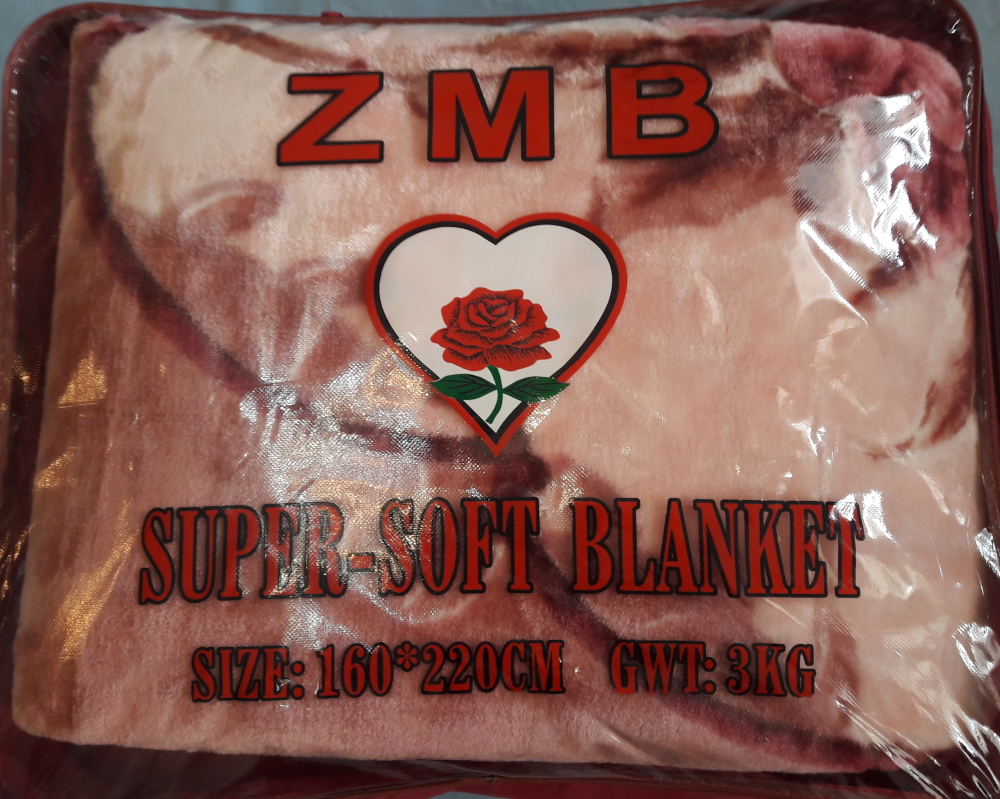 ZMB
SUPER-SOFT BLANKET
SIZE: 160*220CM GWT: 3KG